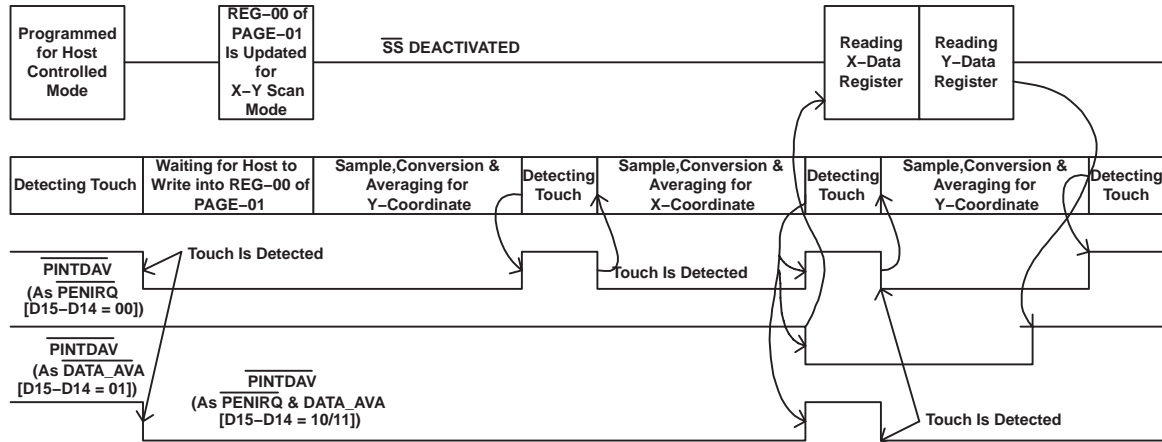 Programmed
for Host
Controlled
Mode
REG–00 of
PAGE–01
Is Updated
for
X–Y Scan
Mode
SS DEACTIVATED
Reading
X–Data
Register
Reading
Y–Data
Register
Detecting Touch
Waiting for Host to
Write into REG–00 of
PAGE–01
Sample,Conversion &
Averaging for
Y–Coordinate
Detecting
Touch
Sample,Conversion &
Averaging for
X–Coordinate
Detecting
Touch
Sample,Conversion &
Averaging for
Y–Coordinate
Detecting
Touch
Touch Is Detected
PINTDAV
(As PENIRQ
[D15–D14 = 00])
Touch Is Detected
PINTDAV
(As DATA_AVA
[D15–D14 = 01])
PINTDAV
(As PENIRQ & DATA_AVA
[D15–D14 = 10/11])
Touch Is Detected